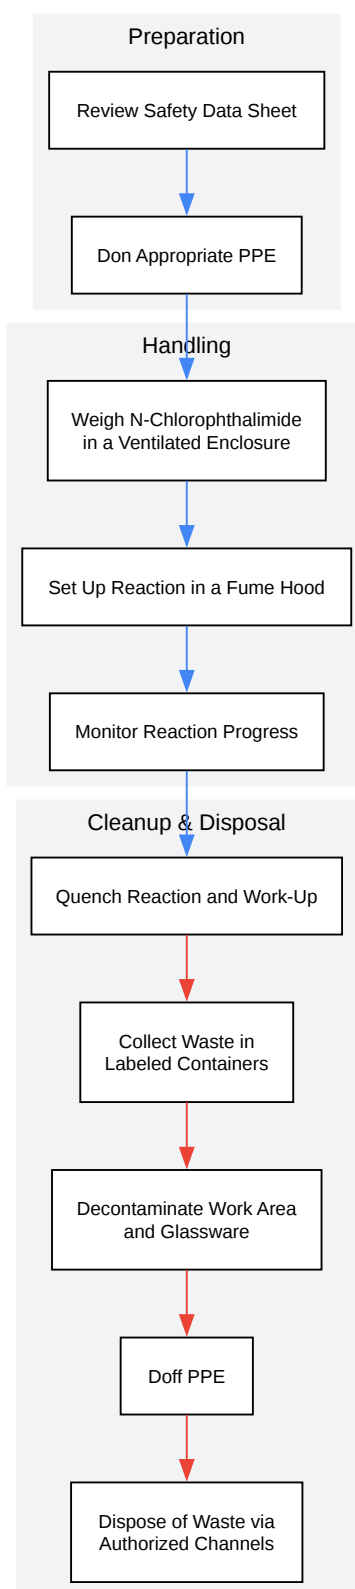 Preparation
Review Safety Data Sheet
Don Appropriate PPE
Handling
Weigh N-Chlorophthalimide
in a Ventilated Enclosure
Set Up Reaction in a Fume Hood
Monitor Reaction Progress
Cleanup & Disposal
Quench Reaction and Work-Up
Collect Waste in
Labeled Containers
Decontaminate Work Area
and Glassware
Doff PPE
Dispose of Waste via
Authorized Channels